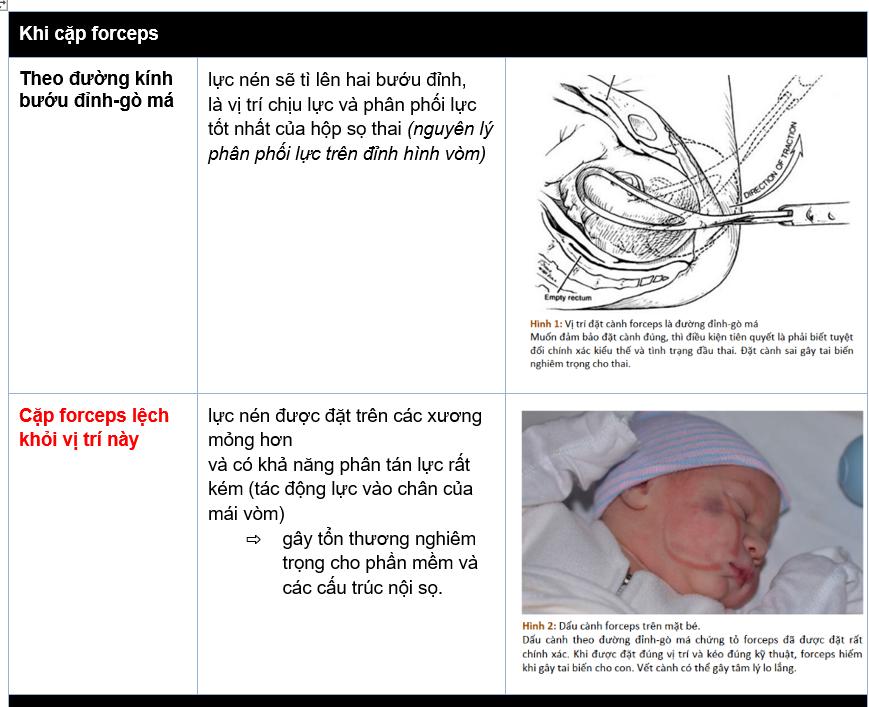 Khi cặp forceps
Theo đường kính
bướu đỉnh-gò má
lực nén sẽ tì lên hai bướu đỉnh,
là vị trí chịu lực và phân phối lực
tốt nhất của hộp sọ thai (nguyên lý
phân phối lực trên đỉnh hình vòm)
DIRECTION OF TRACTION
Empty rectum
Hình 1: Vị trí đặt cành forceps là đường đỉnh-gò má
Muốn đảm bảo đặt cành đúng, thì điều kiện tiên quyết là phải biết tuyệt
đối chính xác kiểu thế và tình trạng đầu thai. Đặt cành sai gây tai biến
nghiêm trọng cho thai.
Cặp forceps lệch
khỏi vị trí này
lực nén được đặt trên các xương
mỏng hơn
và có khả năng phân tán lực rất
kém (tác động lực vào chân của
mái vòm)
⇨ gây tổn thương nghiêm
trọng cho phần mềm và
các cấu trúc nội sọ.
Hình 2: Dấu cành forceps trên mặt bé.
Dấu cành theo đường đỉnh-gò má chứng tỏ forceps đã được đặt rất
chính xác. Khi được đặt đúng vị trí và kéo đúng kỹ thuật, forceps hiếm
khi gây tai biến cho con. Vết cành có thể gây tâm lý lo lắng.